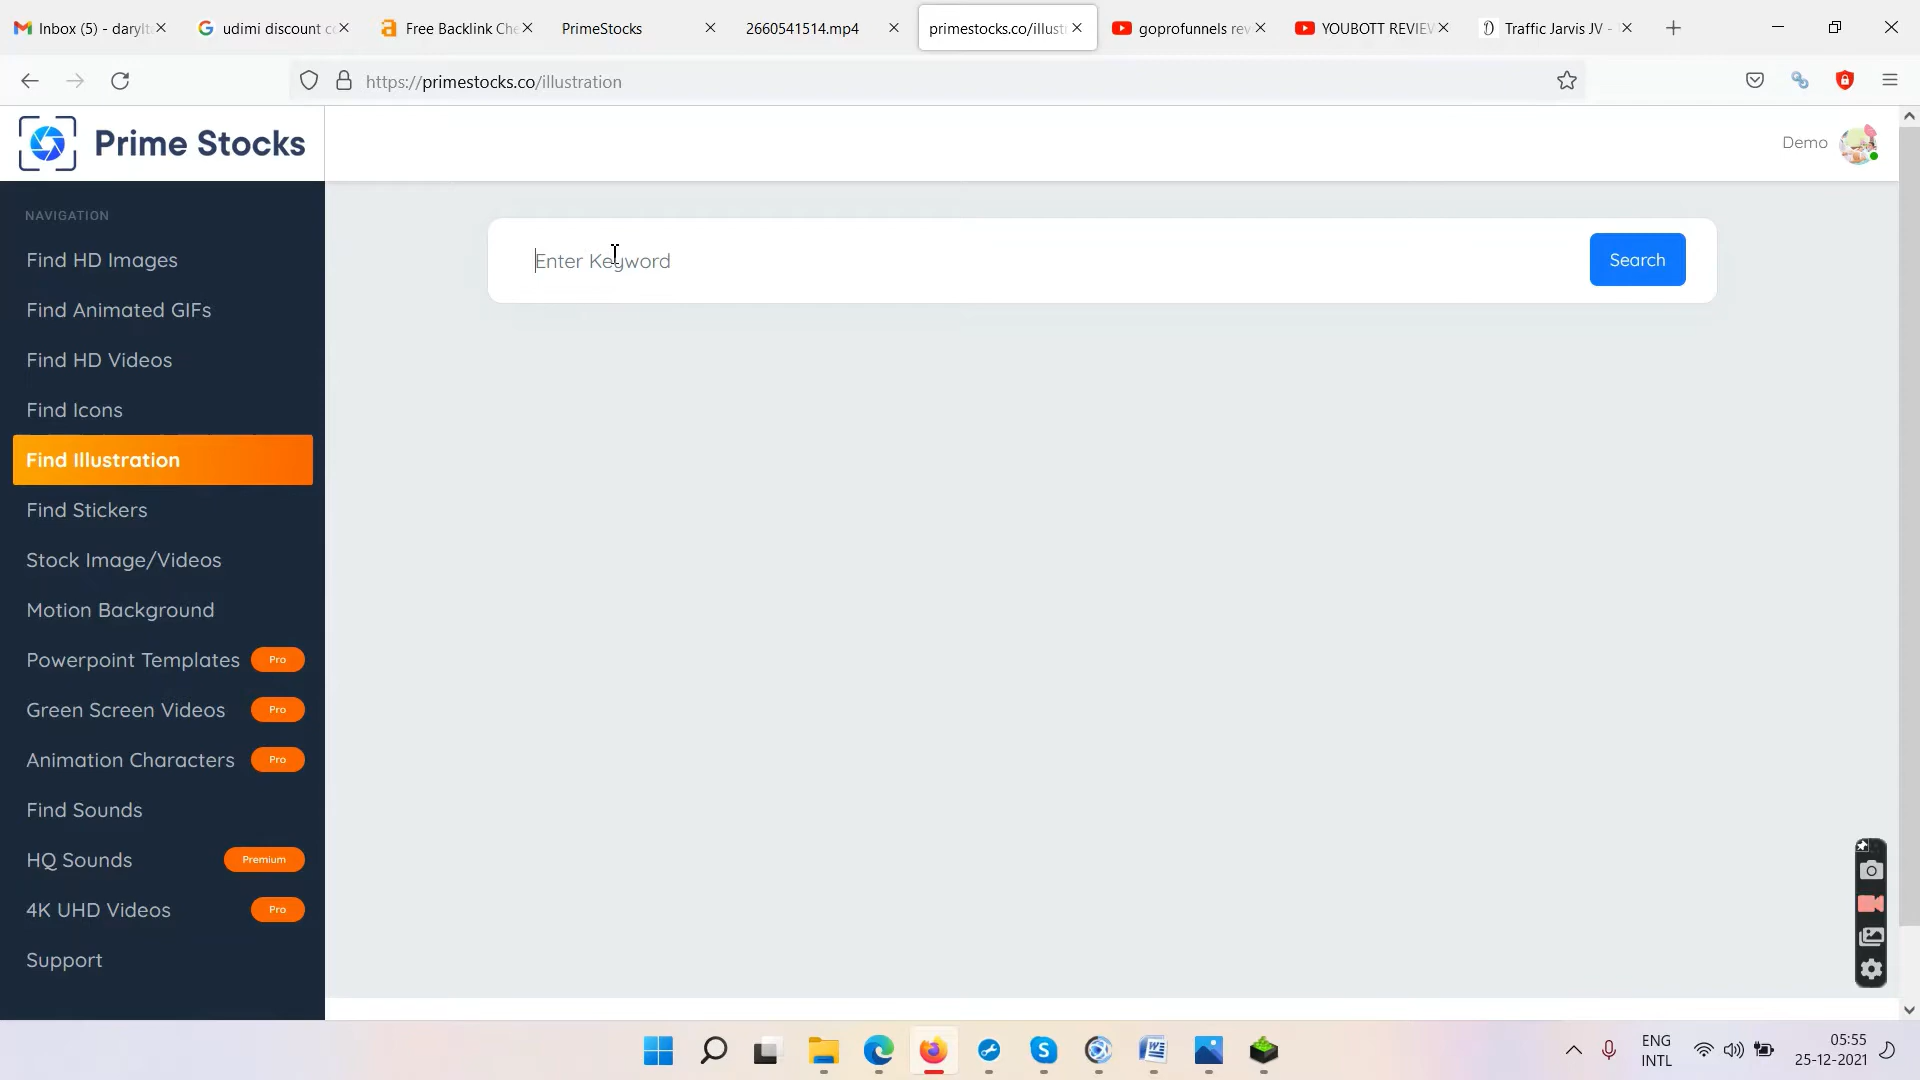 Inbox (5) - darylt
udimi discount c
Free Backlink Che
PrimeStocks
2660541514.mp4
primestocks.co/illust
goprofunnels rev
YOUBOTT REVIEW
Traffic Jarvis JV -
https://primestocks.co/illustration
Prime Stocks
Demo
NAVIGATION
Find HD Images
Find Animated GIFs
Find HD Videos
Find Icons
Find Illustration
Find Stickers
Stock Image/Videos
Motion Background
Powerpoint Templates Pro
Green Screen Videos Pro
Animation Characters Pro
Find Sounds
HQ Sounds Premium
4K UHD Videos Pro
Support
Enter Keyword
Search
ENG
INTL
05:55
25-12-2021